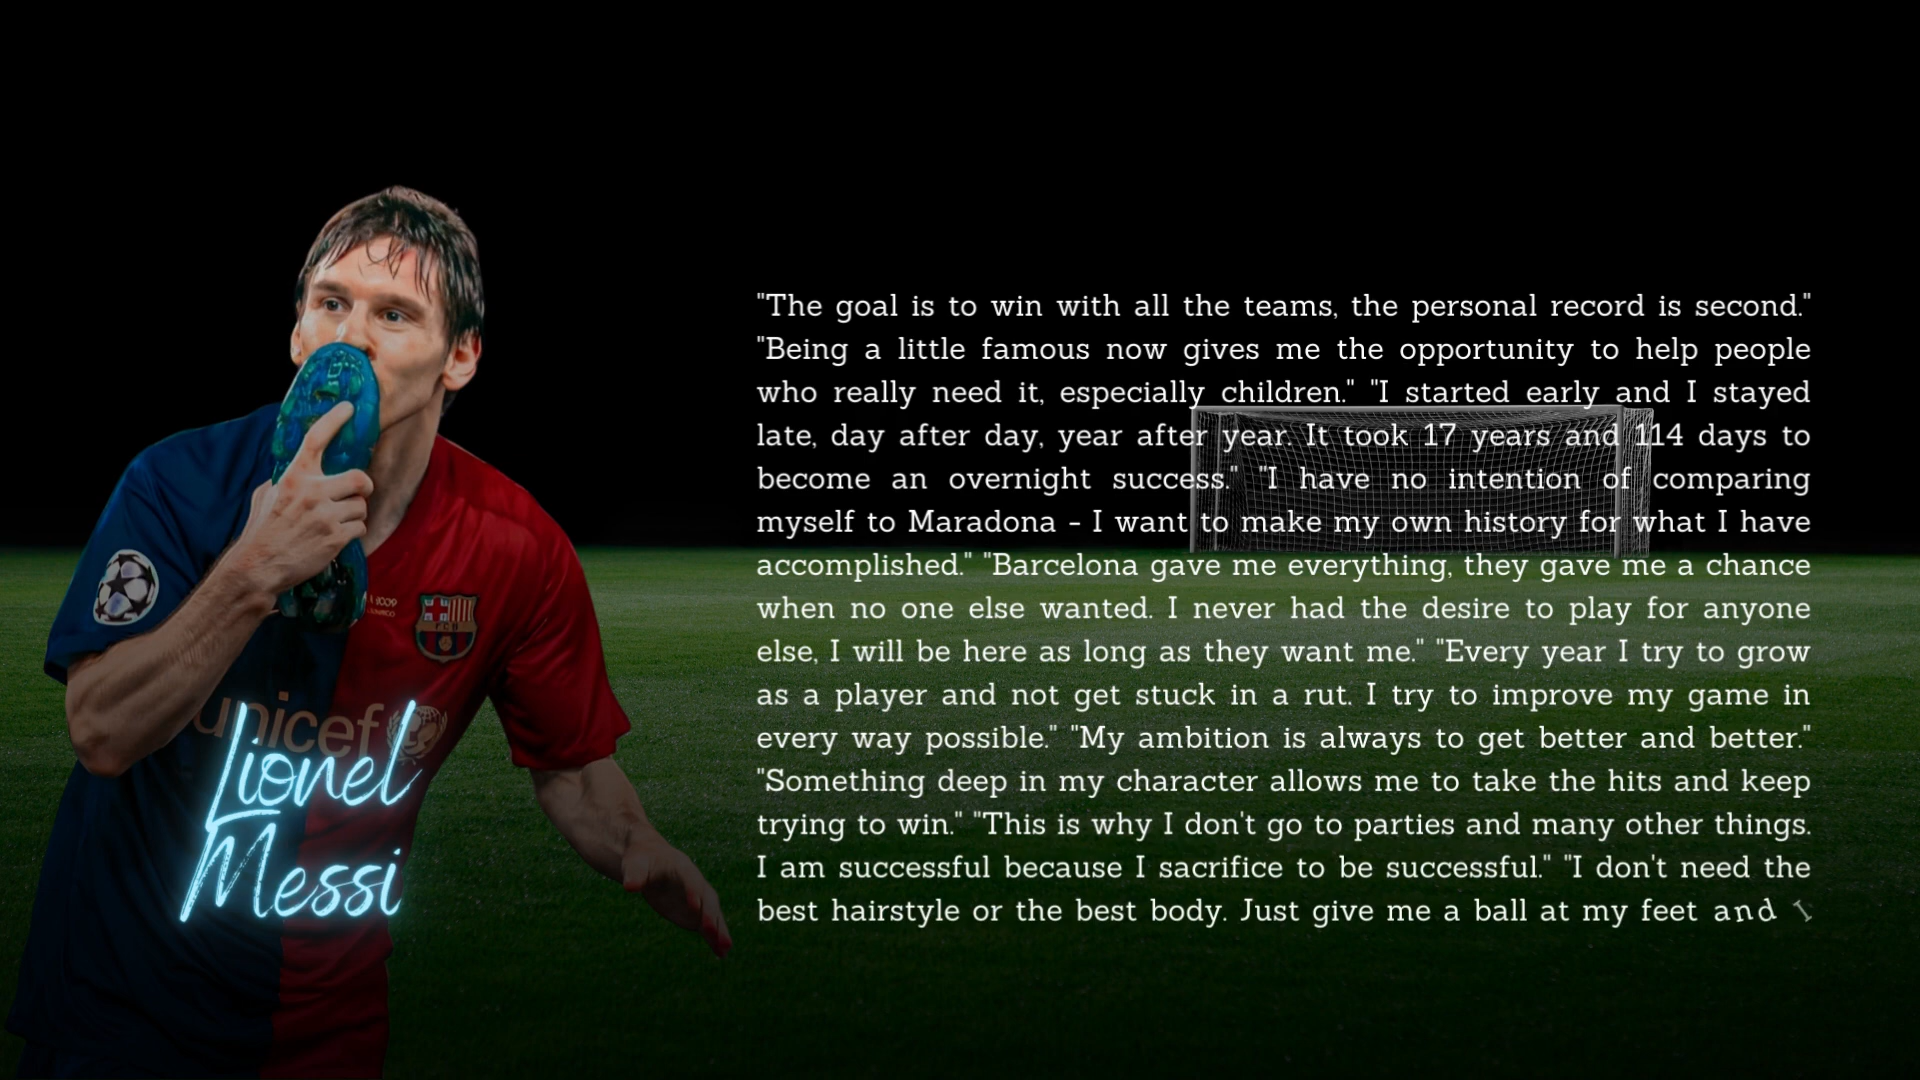 "The goal is to win with all the teams, the personal record is second."
"Being a little famous now gives me the opportunity to help people
who really need it, especially children." "I started early and I stayed
late, day after day, year after year. It took 17 years and 114 days to
become an overnight success." "I have no intention of comparing
myself to Maradona - I want to make my own history for what I have
accomplished." "Barcelona gave me everything, they gave me a chance
when no one else wanted. I never had the desire to play for anyone
else, I will be here as long as they want me." "Every year I try to grow
as a player and not get stuck in a rut. I try to improve my game in
every way possible." "My ambition is always to get better and better."
"Something deep in my character allows me to take the hits and keep
trying to win." "This is why I don't go to parties and many other things.
I am successful because I sacrifice to be successful." "I don't need the
best hairstyle or the best body. Just give me a ball at my feet and I
2009
FCB
unicef
Lionel
Messi